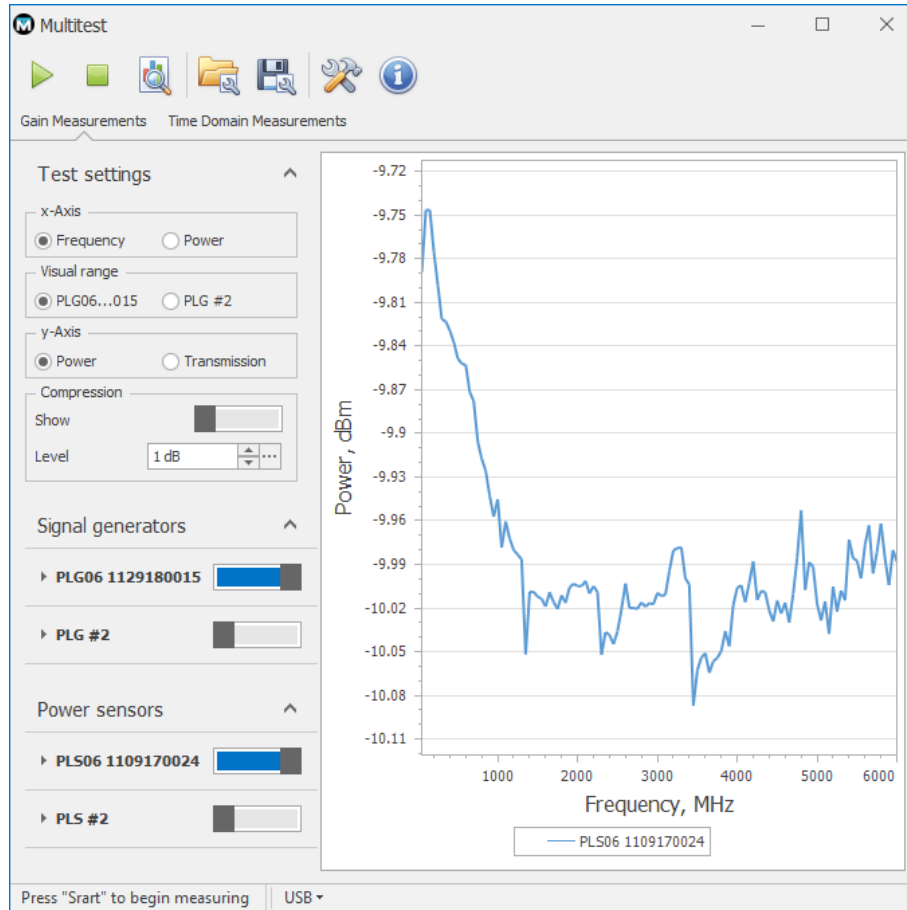 Multitest
Gain Measurements Time Domain Measurements
Test settings
x-Axis
Frequency Power
Visual range
PLG06...015 PLG #2
y-Axis
Power Transmission
Compression
Show
Level 1 dB
Signal generators
PLG06 1129180015
PLG #2
Power sensors
PLS06 1109170024
PLS #2
-9.72
-9.75
-9.78
-9.81
-9.84
-9.87
-9.9
-9.93
-9.96
-9.99
-10.02
-10.05
-10.08
-10.11
Power, dBm
1000 2000 3000 4000 5000 6000
Frequency, MHz
PLS06 1109170024
Press "Srart" to begin measuring USB